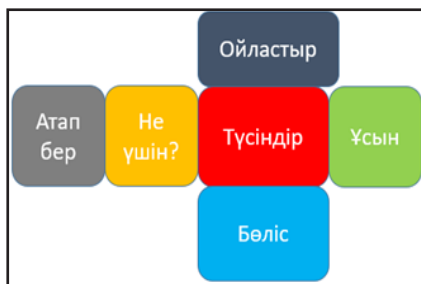 Ойластыр
Атап
бер
Не
үшін?
Түсіндір
Ұсын
Бөліс